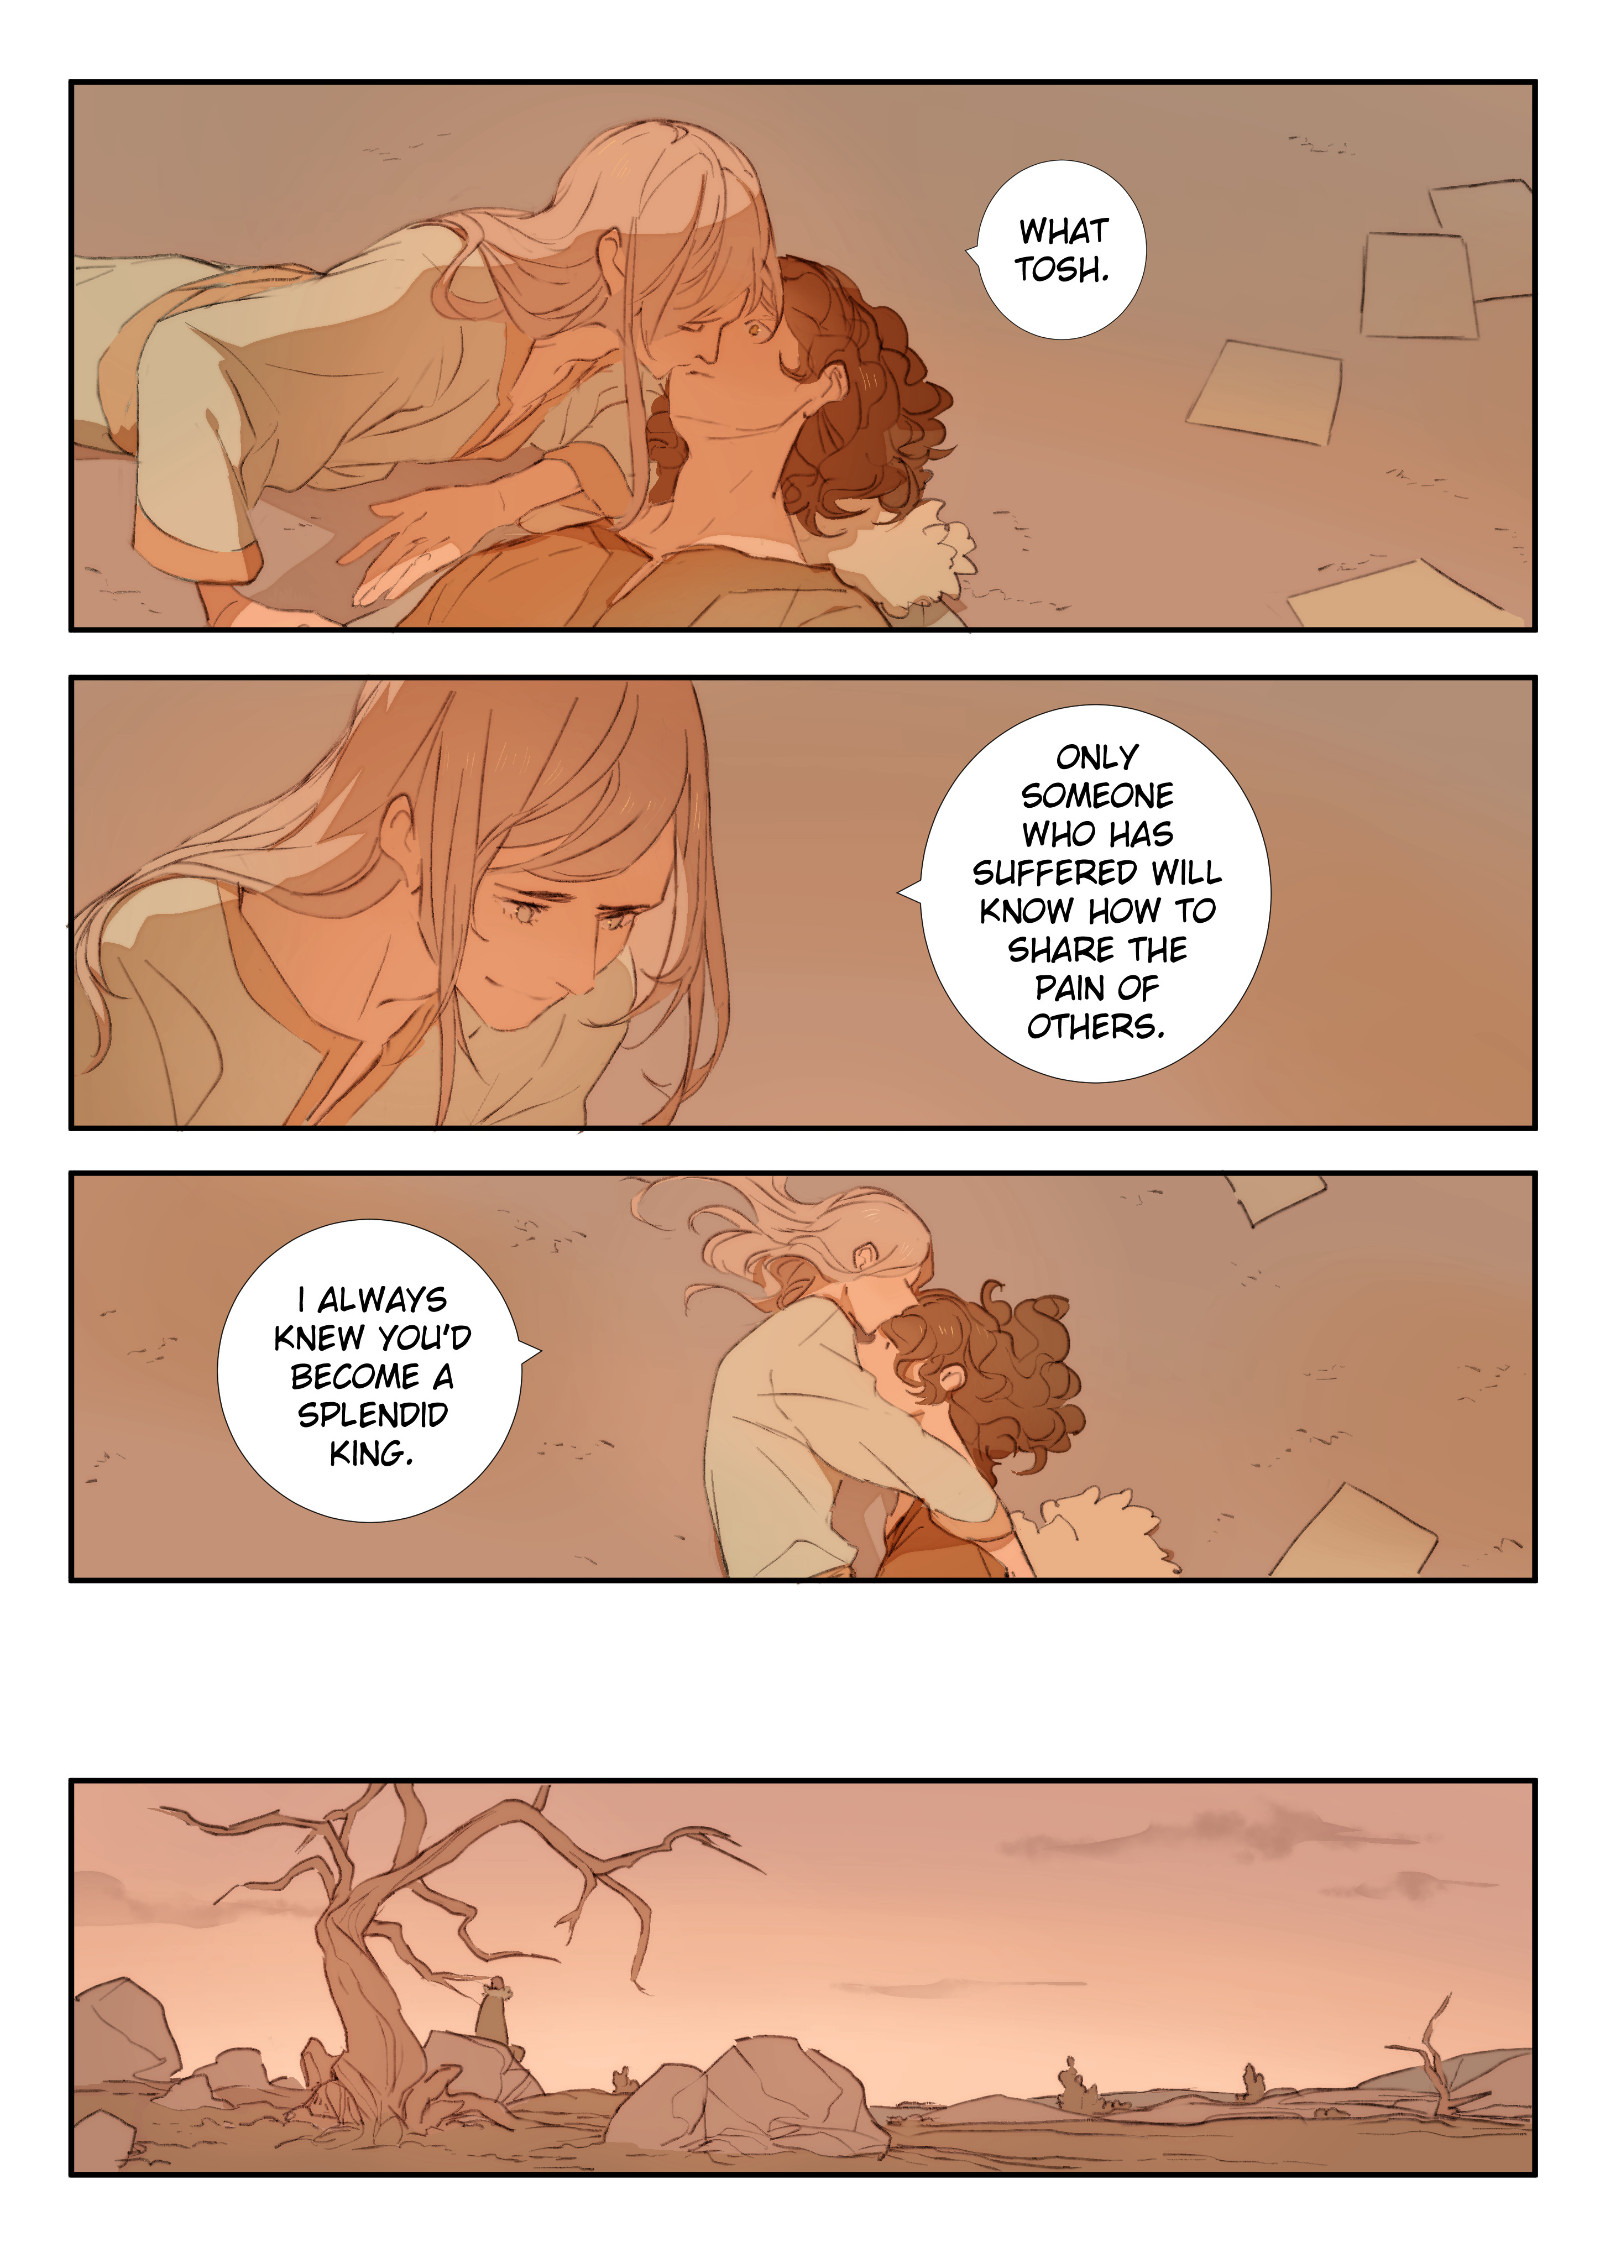 WHAT
TOSH.
ONLY
SOMEONE
WHO HAS
SUFFERED WILL
KNOW HOW TO
SHARE THE
PAIN OF
OTHERS.
I ALWAYS
KNEW YOU'D
BECOME A
SPLENDID
KING.